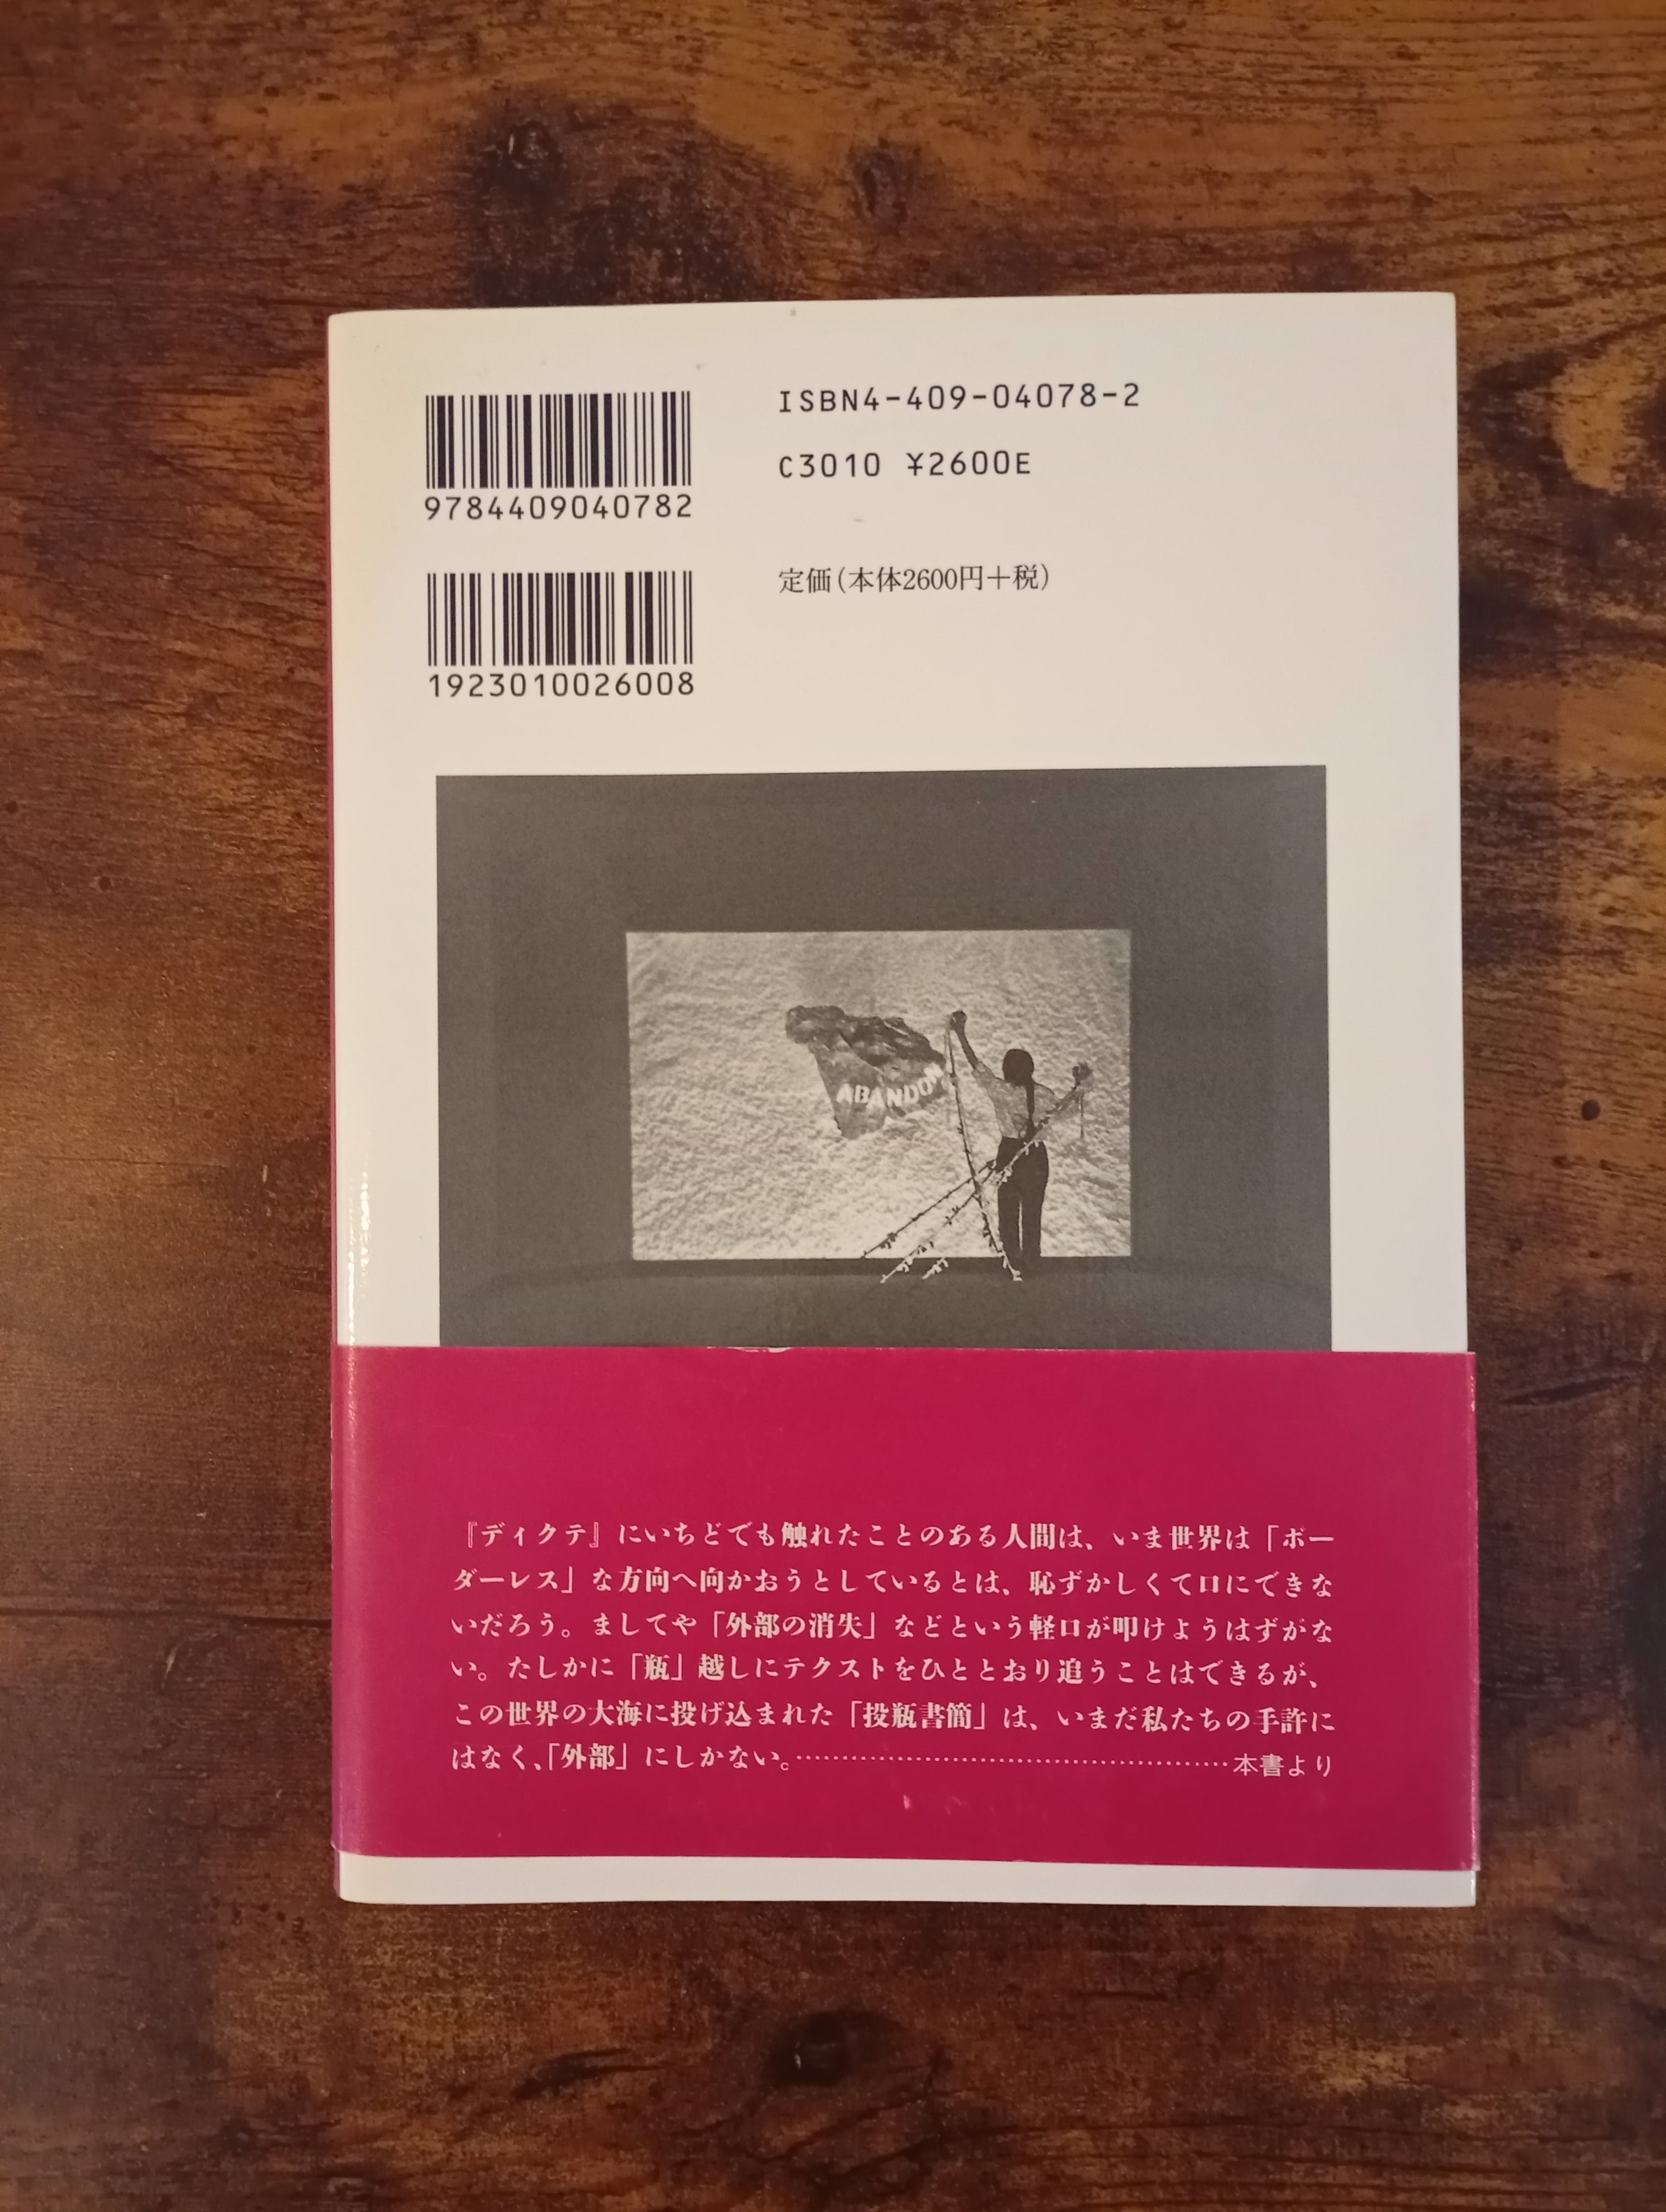 ISBN4-409-04078-2
C3010 ¥2600E
9784409040782
定価(本体2600円+税)
1923010026008
ABANDON
『ディクテ』にいちどでも触れたことのある人間は、いま世界は「ボー
ダーレス」な方向へ向かおうとしているとは、恥ずかしくて口にできな
いだろう。ましてや「外部の消失」などという軽口が叩けようはずがな
い。たしかに「瓶」越しにテクストをひととおり追うことはできるが、
この世界の大海に投げ込まれた「投瓶書簡」は、いまだ私たちの手許に
はなく、「外部」にしかない。……………………………………………本書より